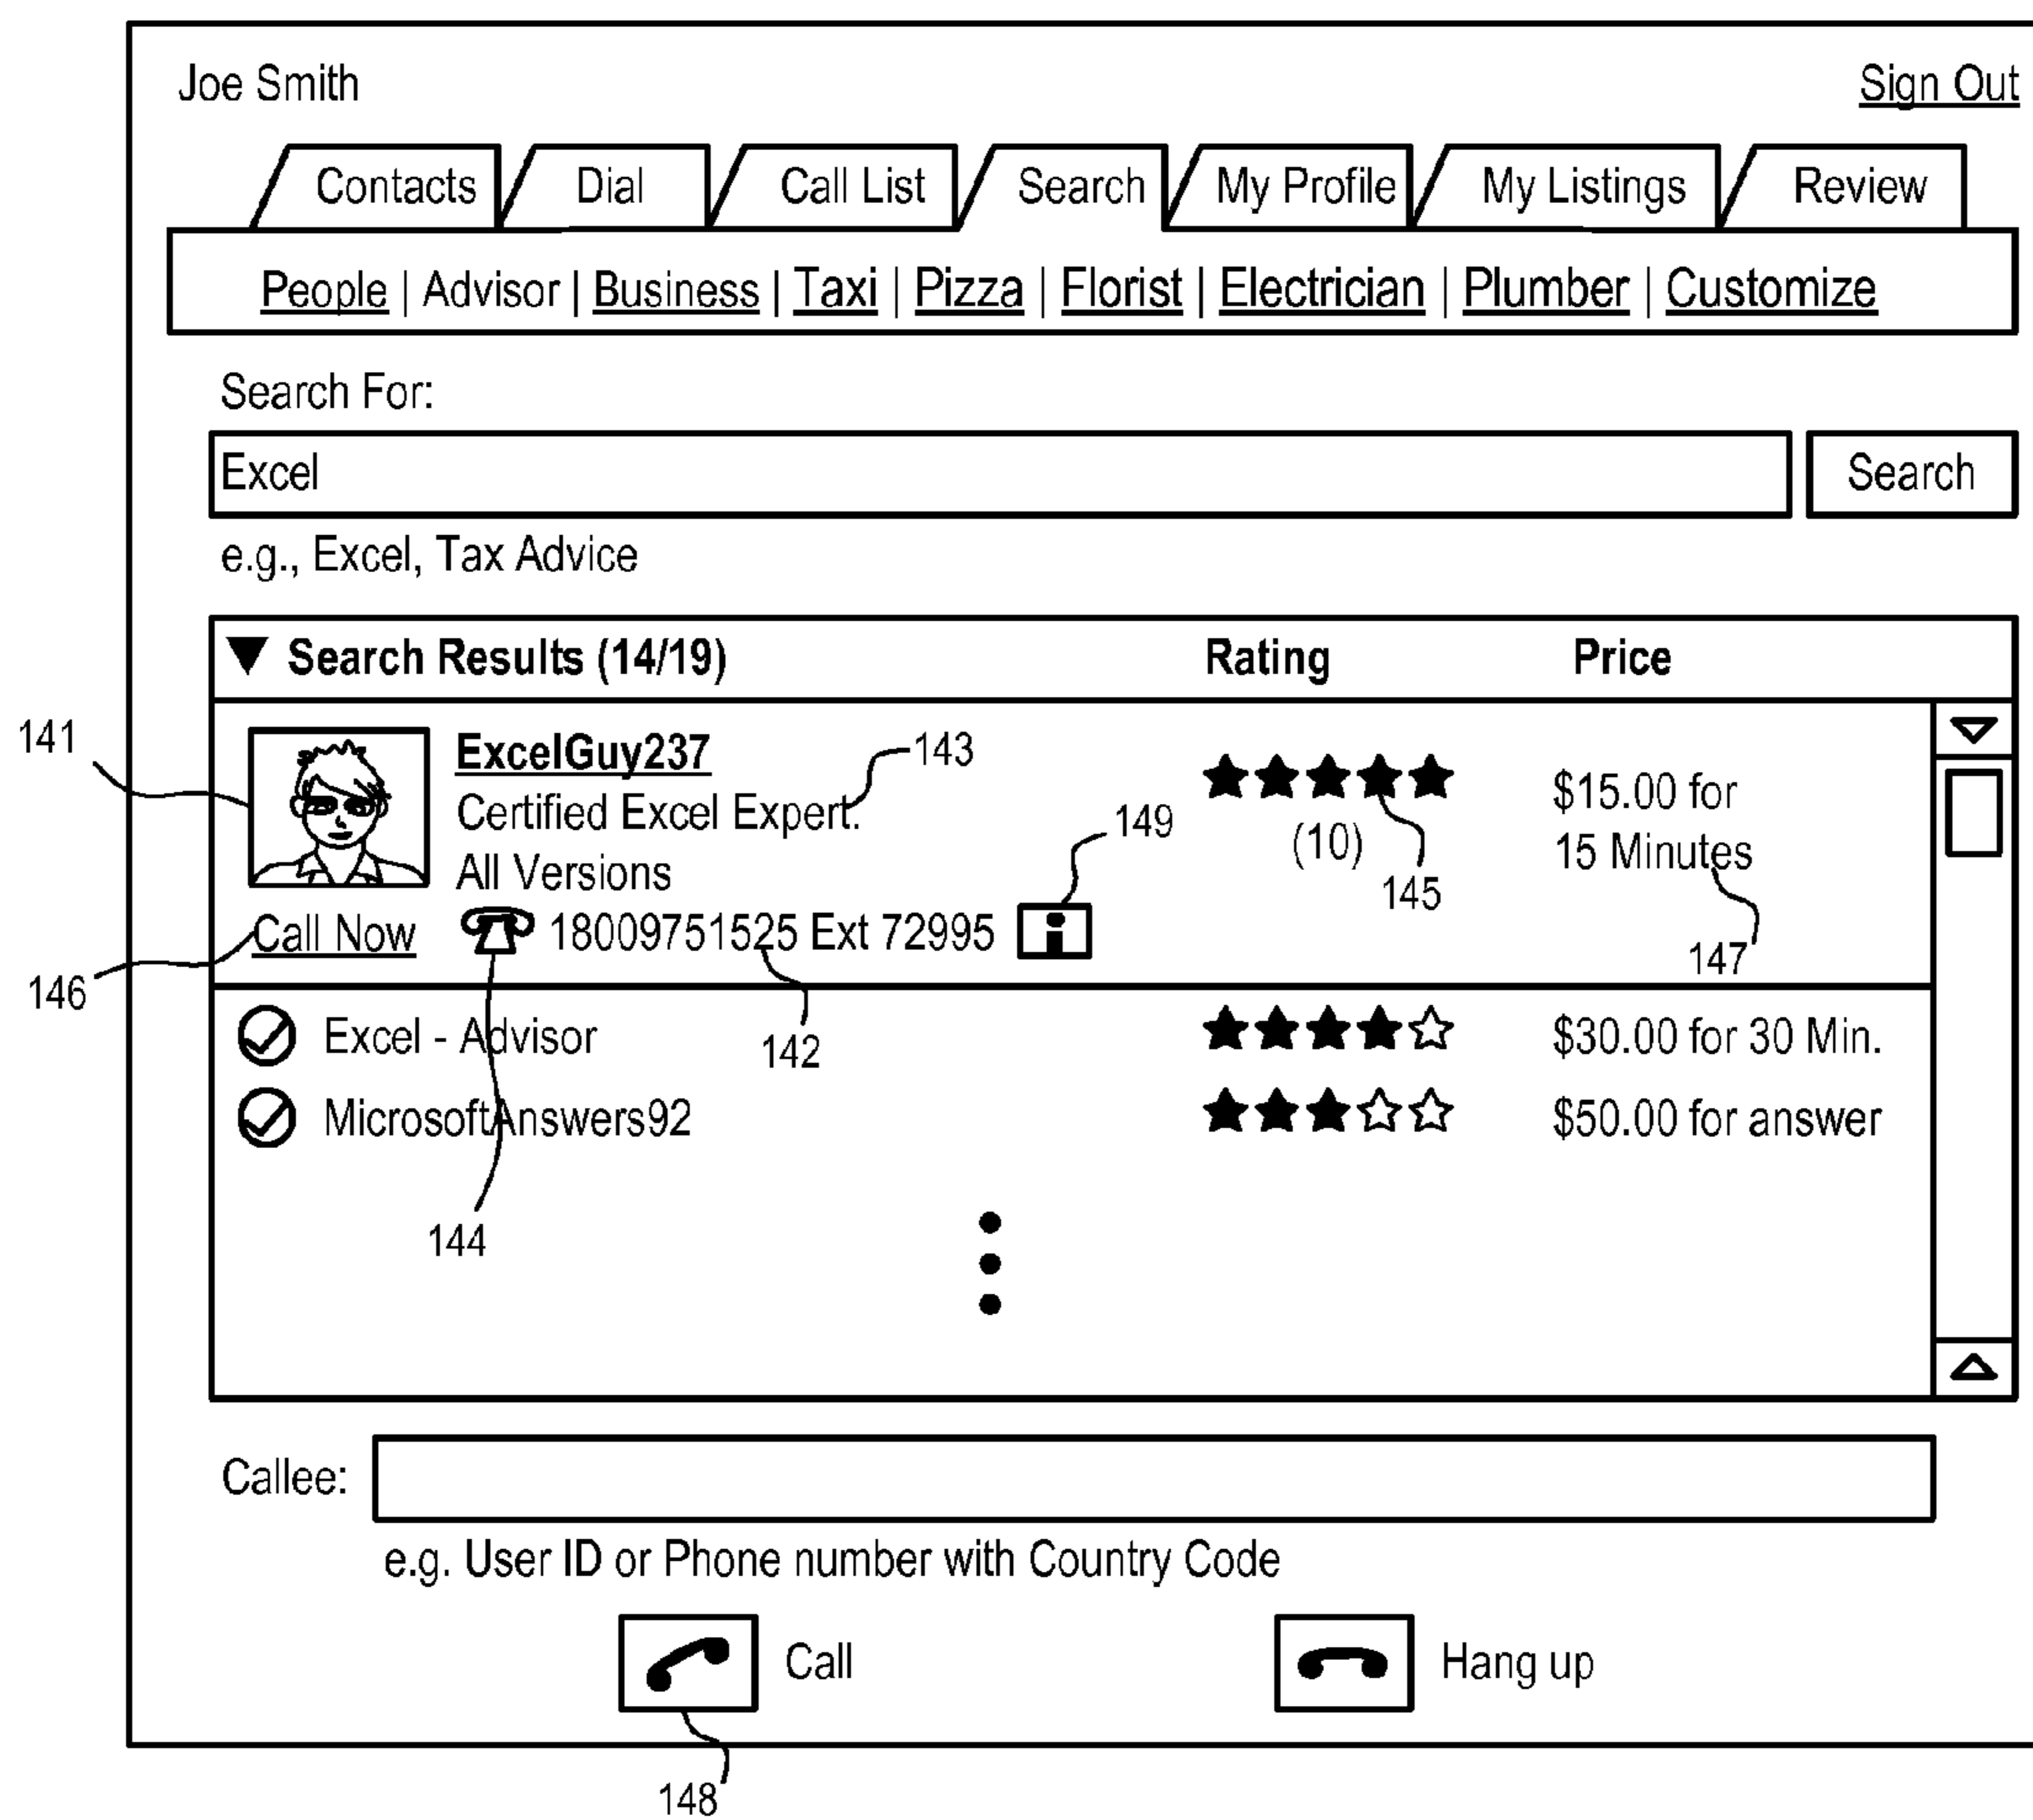 Joe Smith Sign Out
Contacts Dial Call List Search My Profile My Listings Review
People | Advisor | Business | Taxi | Pizza | Florist | Electrician | Plumber | Customize
Search For:
Excel Search
e.g., Excel, Tax Advice
Search Results (14/19) Rating Price
141 ExcelGuy237 143
Certified Excel Expert. 149 $15.00 for
(10) 15 Minutes
All Versions 145
146 Call Now 18009751525 Ext 72995 i 147
Excel - Advisor 142 $30.00 for 30 Min.
MicrosoftAnswers92 $50.00 for answer
144
Callee:
e.g. User ID or Phone number with Country Code
Call Hang up
148